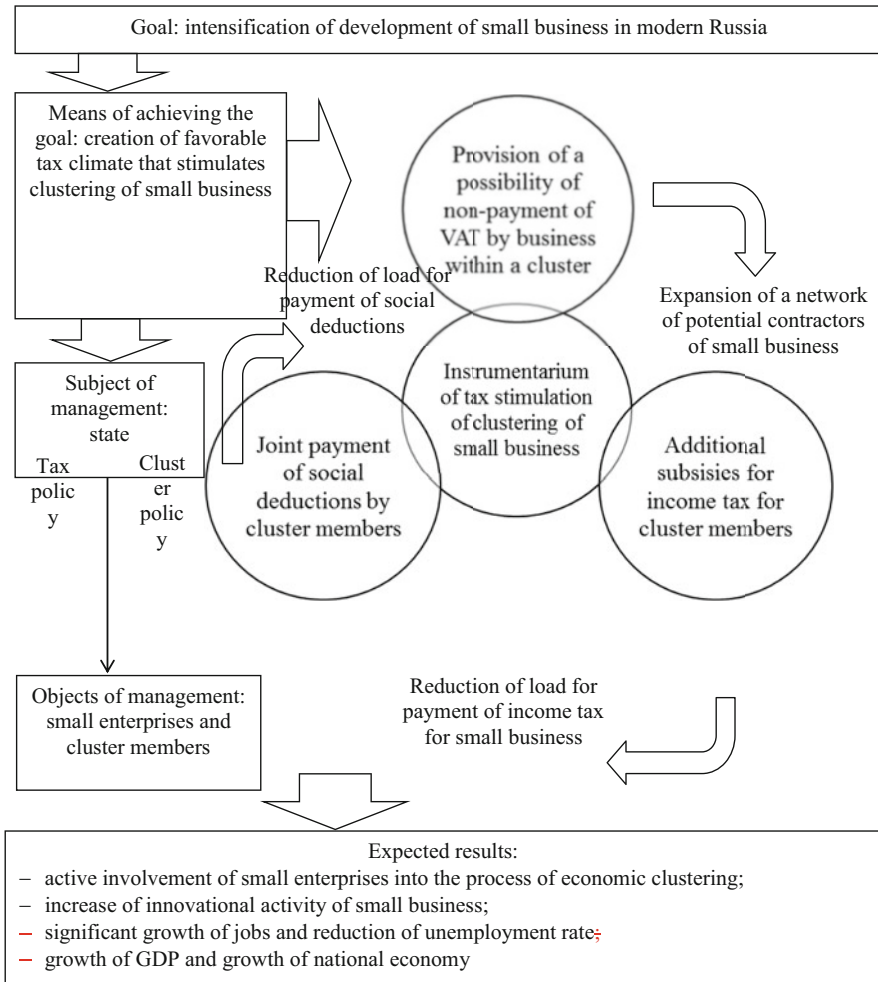 Goal: intensification of development of small business in modern Russia
Means of achieving the
goal: creation of favorable
tax climate that stimulates
clustering of small business
Provision of a
possibility of
non-payment of
VAT by business
within a cluster
Reduction of load for
payment of social
deductions
Expansion of a network
of potential contractors
of small business
Subject of
management:
state
Tax
polic
y
Clust
er
polic
y
Instrumentarium
of tax stimulation
of clustering of
small business
Joint payment
of social
deductions by
cluster members
Additional
subsisies for
income tax for
cluster members
Objects of management:
small enterprises and
cluster members
Reduction of load for
payment of income tax
for small business
Expected results:
– active involvement of small enterprises into the process of economic clustering;
– increase of innovational activity of small business;
– significant growth of jobs and reduction of unemployment rate;
– growth of GDP and growth of national economy